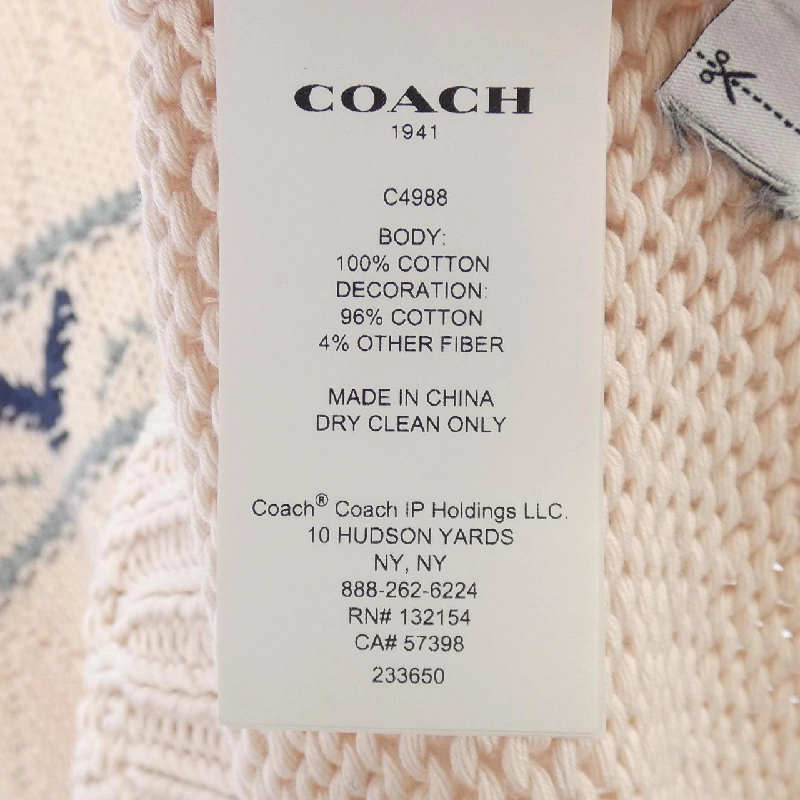 COACH
1941
C4988
BODY:
100% COTTON
DECORATION:
96% COTTON
4% OTHER FIBER
MADE IN CHINA
DRY CLEAN ONLY
Coach® Coach IP Holdings LLC.
10 HUDSON YARDS
NY, NY
888-262-6224
RN# 132154
CA# 57398
233650